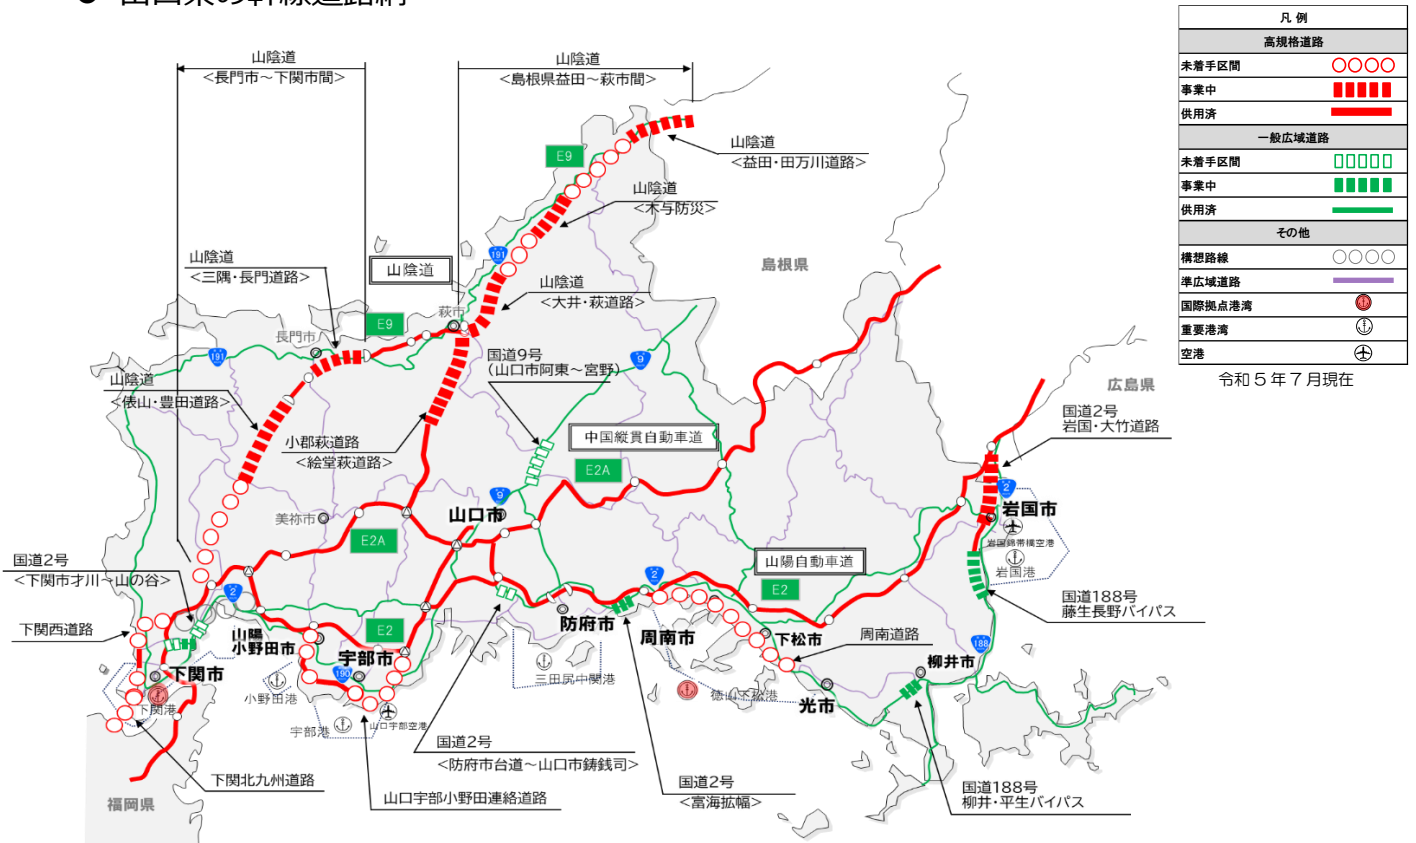 山陰道
＜長門市～下関市間＞
山陰道
＜島根県益田～萩市間＞
凡 例
高規格道路
未着手区間
事業中
供用済
一般広域道路
未着手区間
事業中
供用済
その他
構想路線
準広域道路
国際拠点港湾
重要港湾
空港
令和５年７月現在
山陰道
＜益田・田万川道路＞
E9
山陰道
＜木与防災＞
191
山陰道
島根県
山陰道
＜三隅・長門道路＞
山陰道
＜大井・萩道路＞
萩市
E9
長門市
191
国道9号
（山口市阿東～宮野）
9
山陰道
＜俵山・豊田道路＞
広島県
国道2号
岩国・大竹道路
小郡萩道路
＜絵堂萩道路＞
中国縦貫自動車道
E2A
2
9
山口市
岩国市
美祢市
E2A
岩国錦帯橋空港
岩国港
国道2号
＜下関市才川～山の谷＞
山陽自動車道
2
E2
2
国道188号
藤生長野バイパス
下関西道路
山陽
小野田市
E2
防府市
周南市
下松市
周南道路
188
宇部市
190
柳井市
下関市
下関港
小野田港
三田尻中関港
徳山下松港
光市
宇部港
山口宇部空港
国道2号
＜防府市台道～山口市鋳銭司＞
下関北九州道路
国道2号
＜富海拡幅＞
国道188号
柳井・平生バイパス
山口宇部小野田連絡道路
福岡県